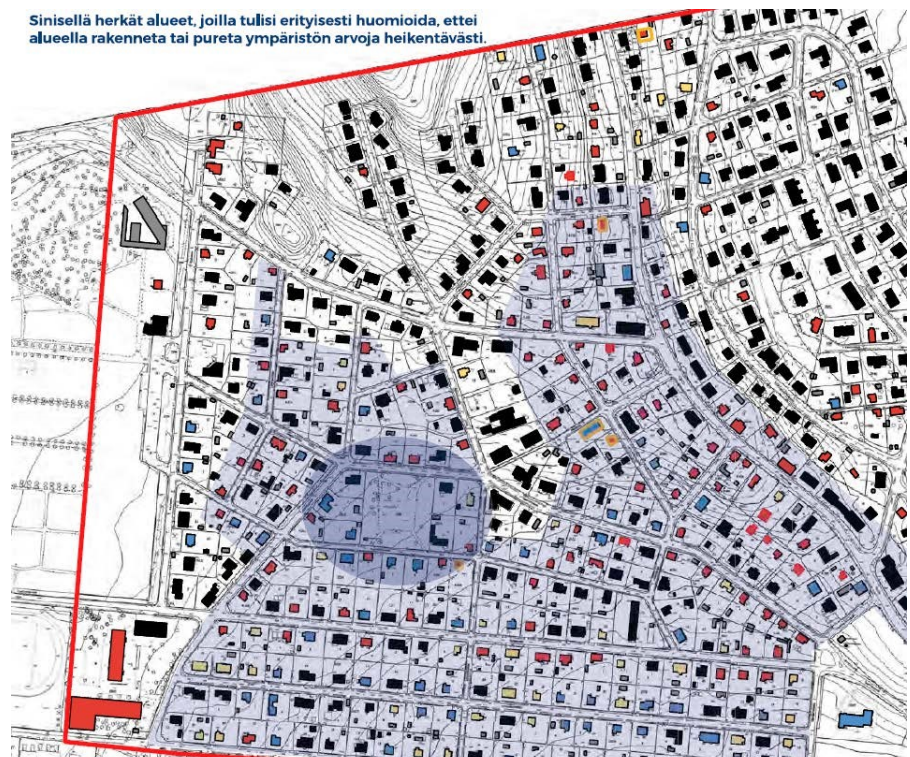 Sinisellä herkät alueet, joilla tulisi erityisesti huomioida, ettei
alueella rakenneta tai pureta ympäristön arvoja heikentävästi.